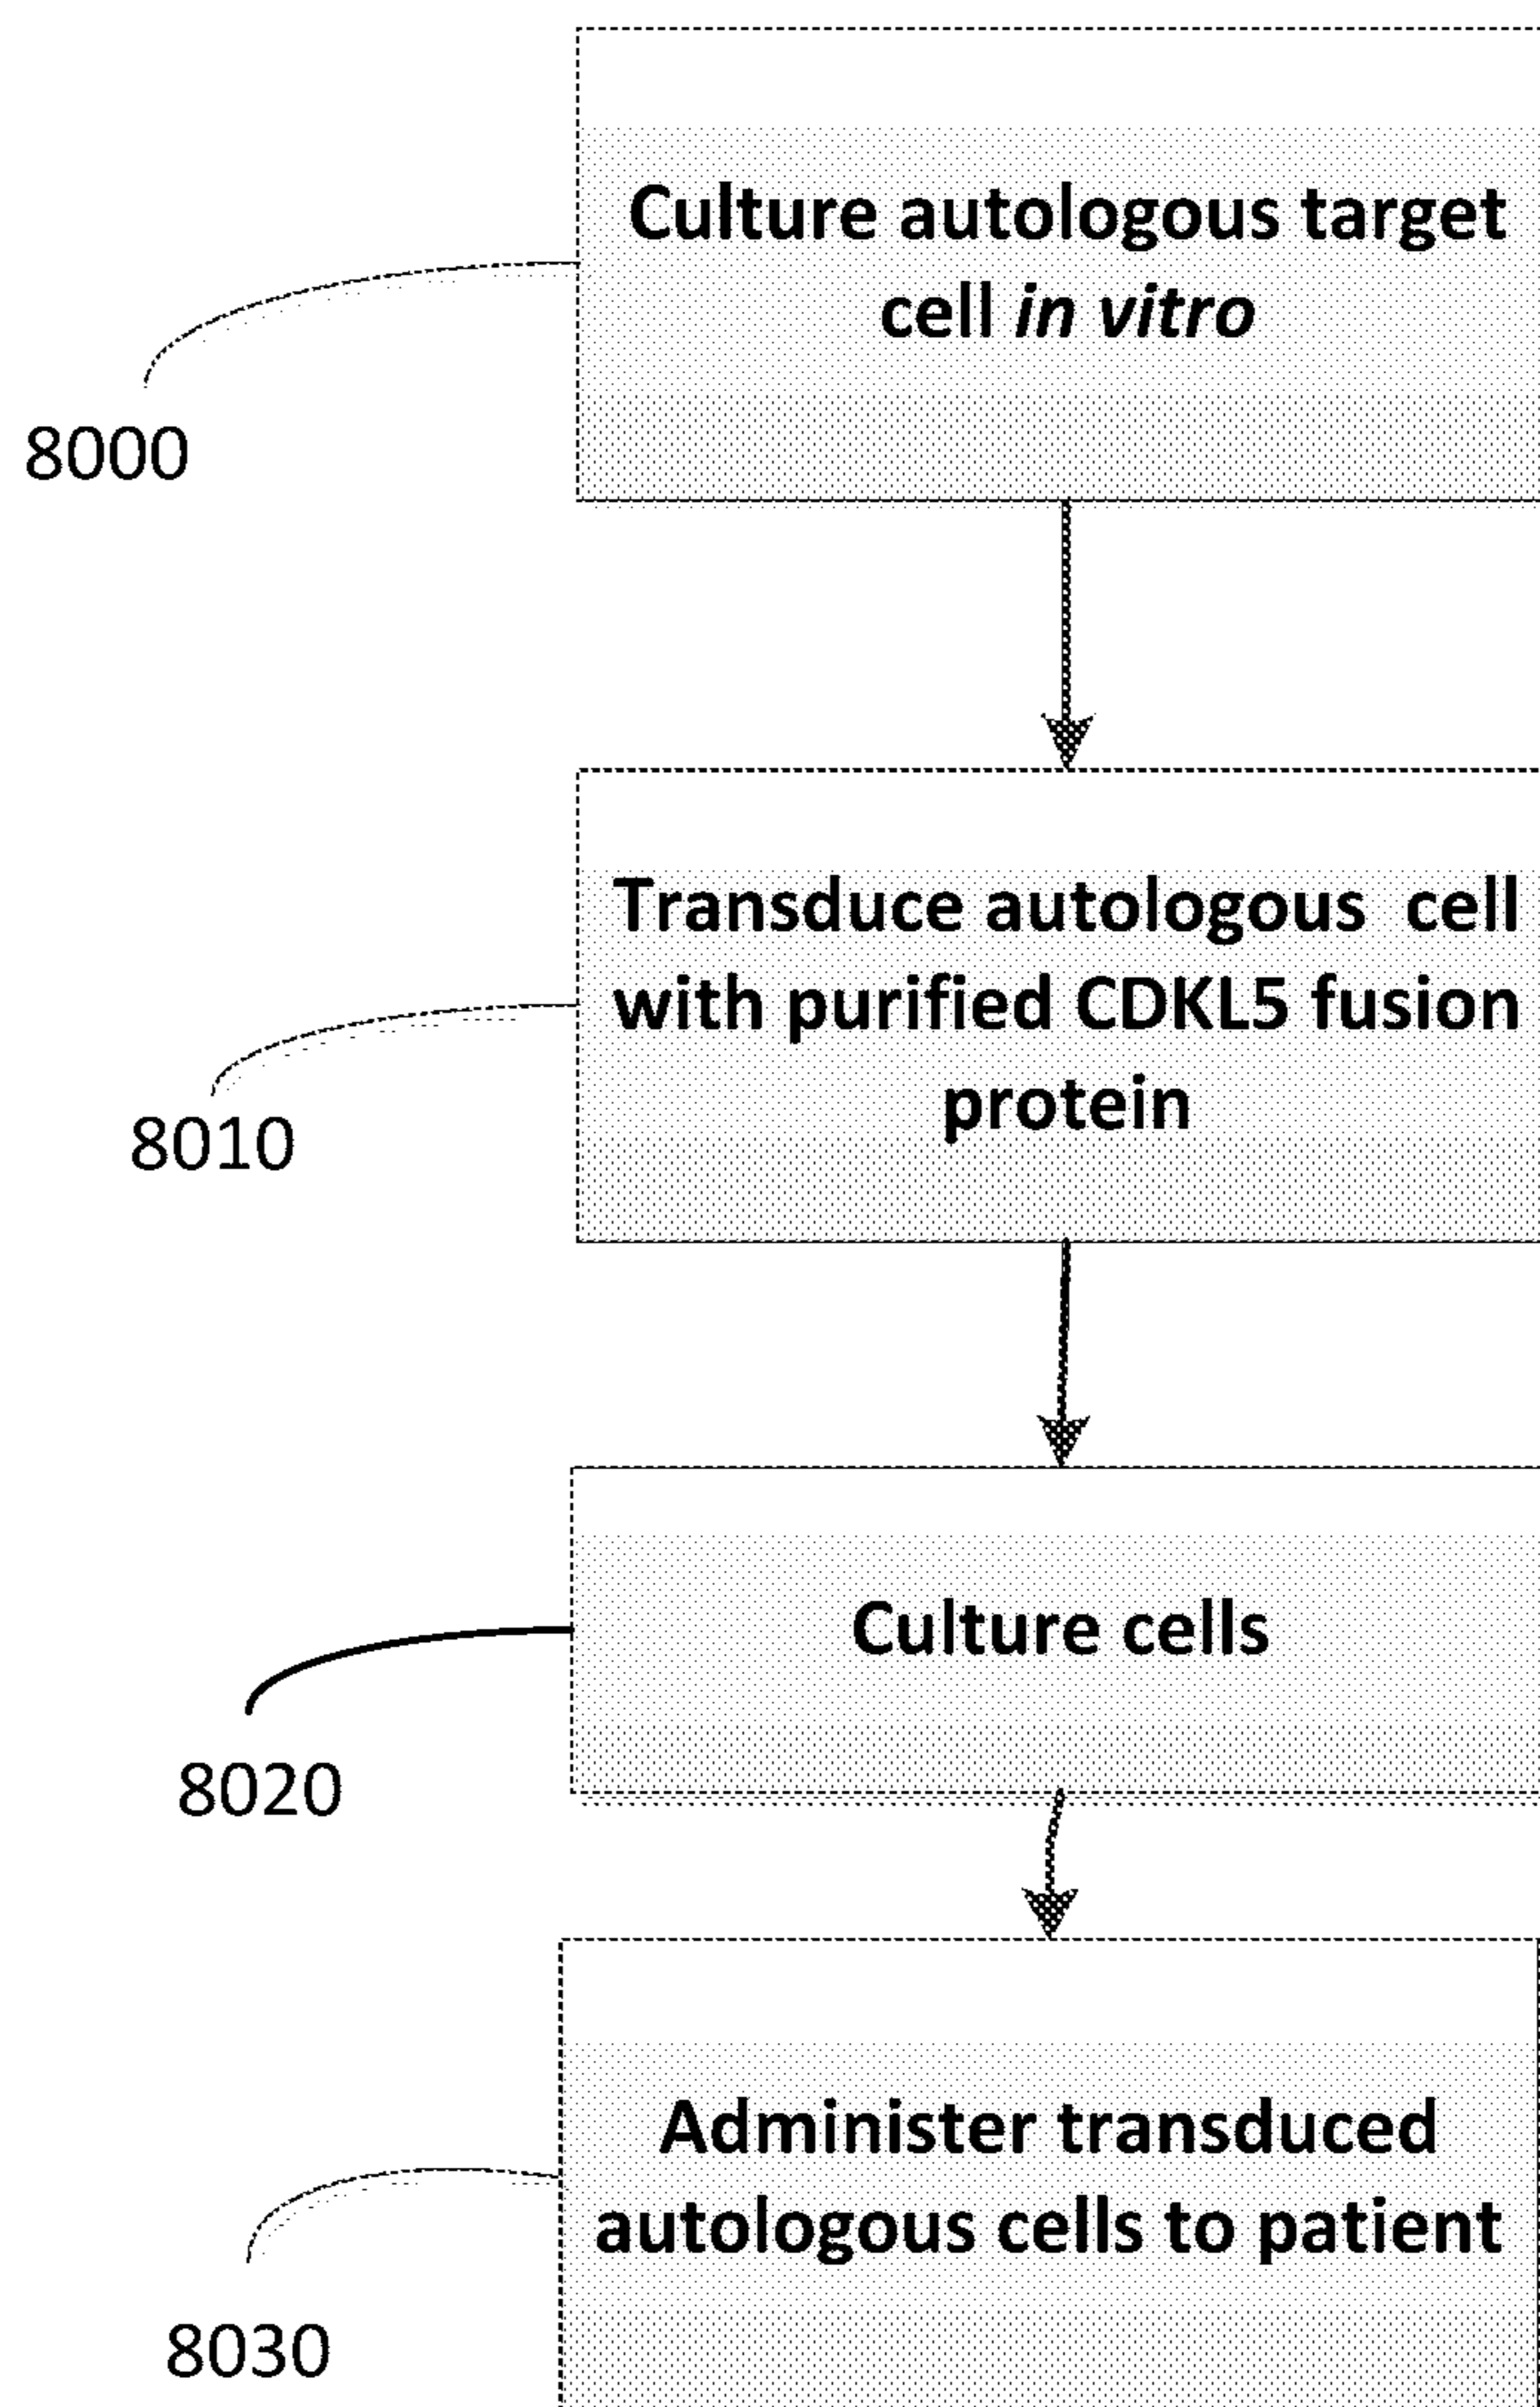 Culture autologous target
cell in vitro
8000
Transduce autologous cell
with purified CDKL5 fusion
protein
8010
Culture cells
8020
Administer transduced
autologous cells to patient
8030